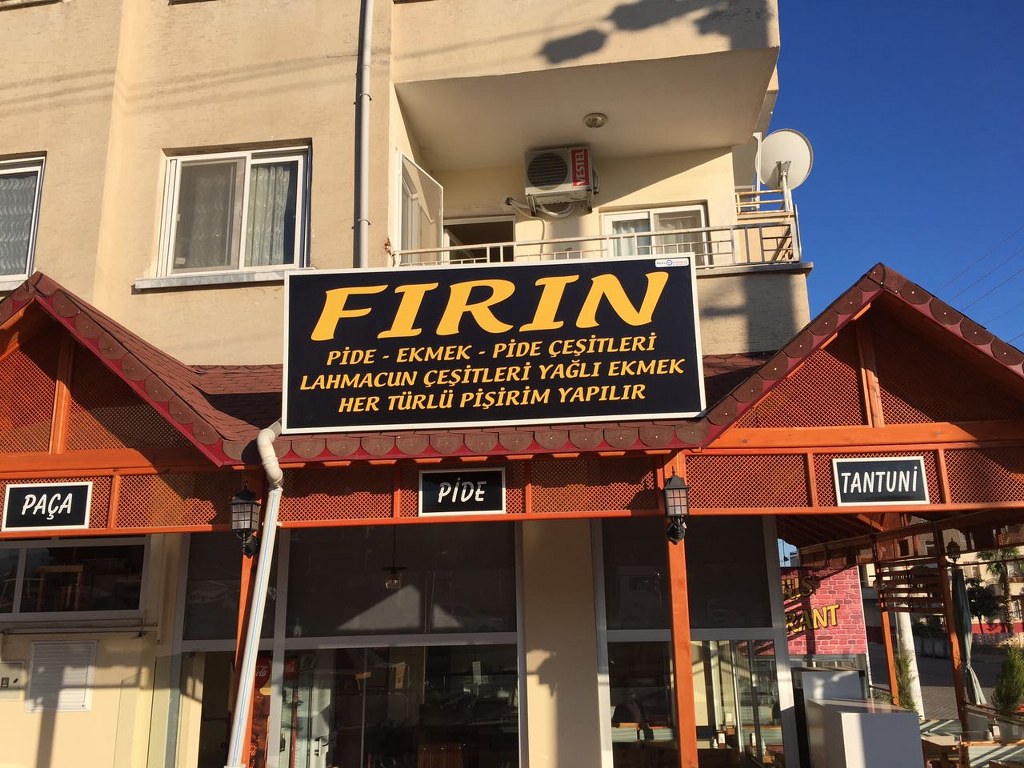 VESTEL
FIRIN
PİDE - EKMEK - PİDE ÇEŞİTLERİ
LAHMACUN ÇEŞİTLERİ YAĞLI EKMEK
HER TÜRLÜ PİŞİRİM YAPILIR
PAÇA
PİDE
TANTUNİ